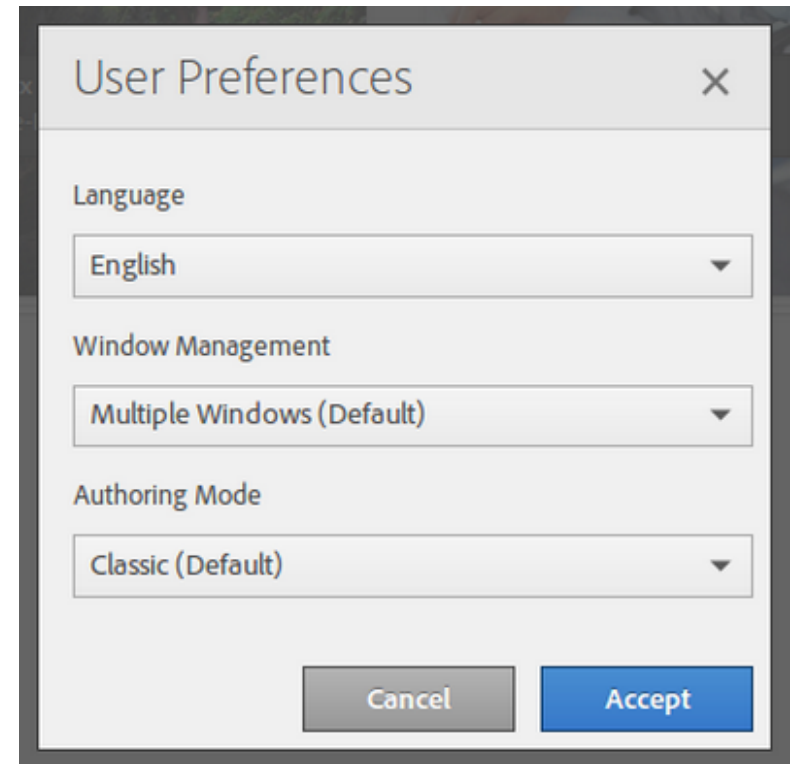 User Preferences
Language
English
Window Management
Multiple Windows (Default)
Authoring Mode
Classic (Default)
Cancel Accept